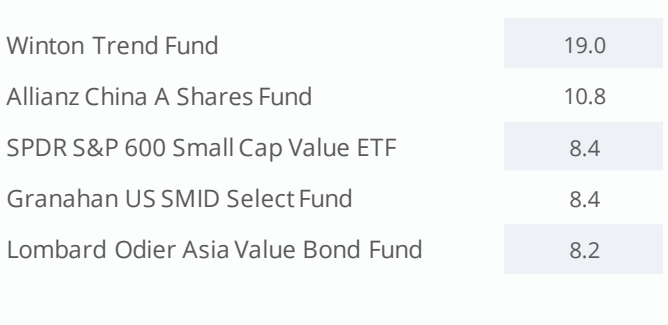 Winton Trend Fund 19.0
Allianz China A Shares Fund 10.8
SPDR S&P 600 Small Cap Value ETF 8.4
Granahan US SMID Select Fund 8.4
Lombard Odier Asia Value Bond Fund 8.2